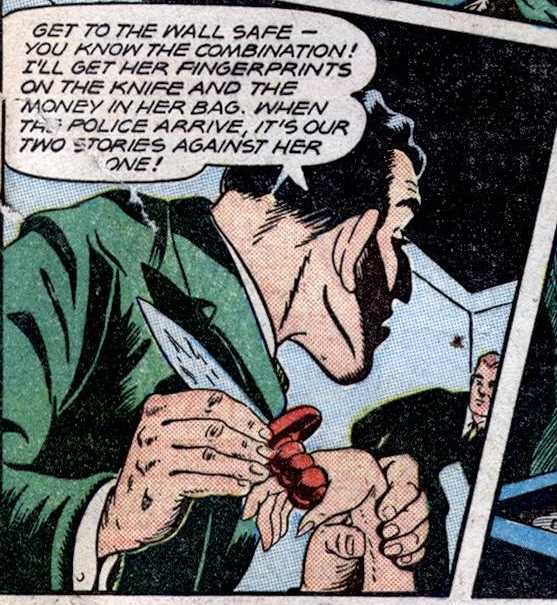 GET TO THE WALL SAFE —
YOU KNOW THE COMBINATION!
I'LL GET HER FINGERPRINTS
ON THE KNIFE AND THE
MONEY IN HER BAG. WHEN
THE POLICE ARRIVE, IT'S OUR
TWO STORIES AGAINST HER
ONE!